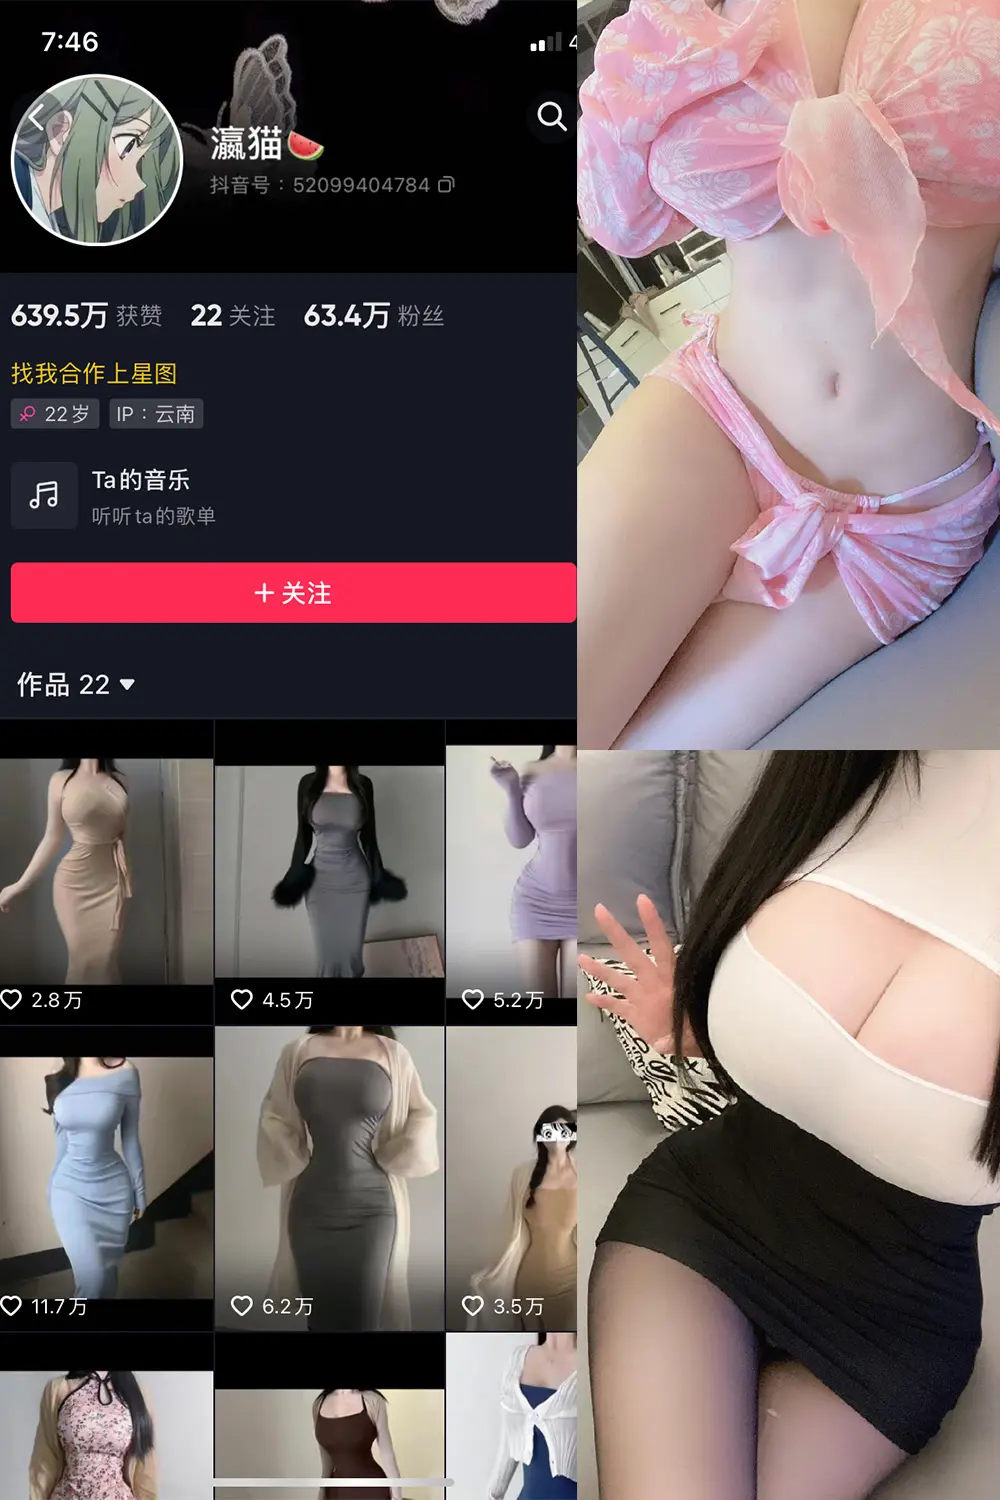 7:46
4
瀛猫🍉
抖音号：52099404784
639.5万 获赞 22 关注 63.4万 粉丝
找我合作上星图
22岁 IP：云南
Ta的音乐
听听ta的歌单
+ 关注
作品 22
2.8万 4.5万 5.2万
11.7万 6.2万 3.5万